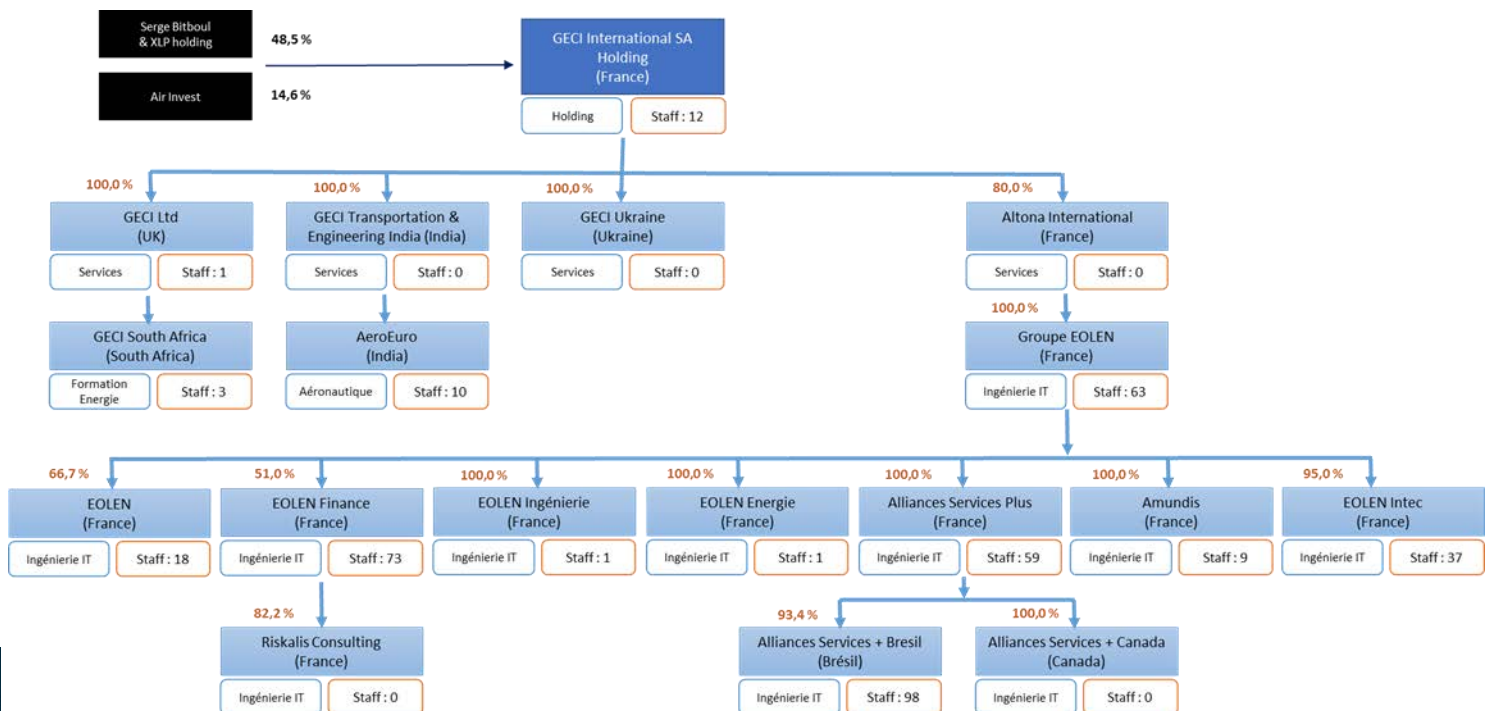 Serge Bitboul
& XLP holding
48,5 %
Air Invest
14,6 %
GECI International SA
Holding
(France)
Holding
Staff : 12
100,0 %
GECI Ltd
(UK)
Services
Staff : 1
100,0 %
GECI Transportation &
Engineering India (India)
Services
Staff : 0
100,0 %
GECI Ukraine
(Ukraine)
Services
Staff : 0
80,0 %
Altona International
(France)
Services
Staff : 0
GECI South Africa
(South Africa)
Formation
Energie
Staff : 3
AeroEuro
(India)
Aéronautique
Staff : 10
100,0 %
Groupe EOLEN
(France)
Ingénierie IT
Staff : 63
66,7 %
EOLEN
(France)
Ingénierie IT
Staff : 18
51,0 %
EOLEN Finance
(France)
Ingénierie IT
Staff : 73
100,0 %
EOLEN Ingénierie
(France)
Ingénierie IT
Staff : 1
100,0 %
EOLEN Energie
(France)
Ingénierie IT
Staff : 1
100,0 %
Alliances Services Plus
(France)
Ingénierie IT
Staff : 59
100,0 %
Amundis
(France)
Ingénierie IT
Staff : 9
95,0 %
EOLEN Intec
(France)
Ingénierie IT
Staff : 37
82,2 %
Riskalis Consulting
(France)
Ingénierie IT
Staff : 0
93,4 %
Alliances Services + Bresil
(Brésil)
Ingénierie IT
Staff : 98
100,0 %
Alliances Services + Canada
(Canada)
Ingénierie IT
Staff : 0